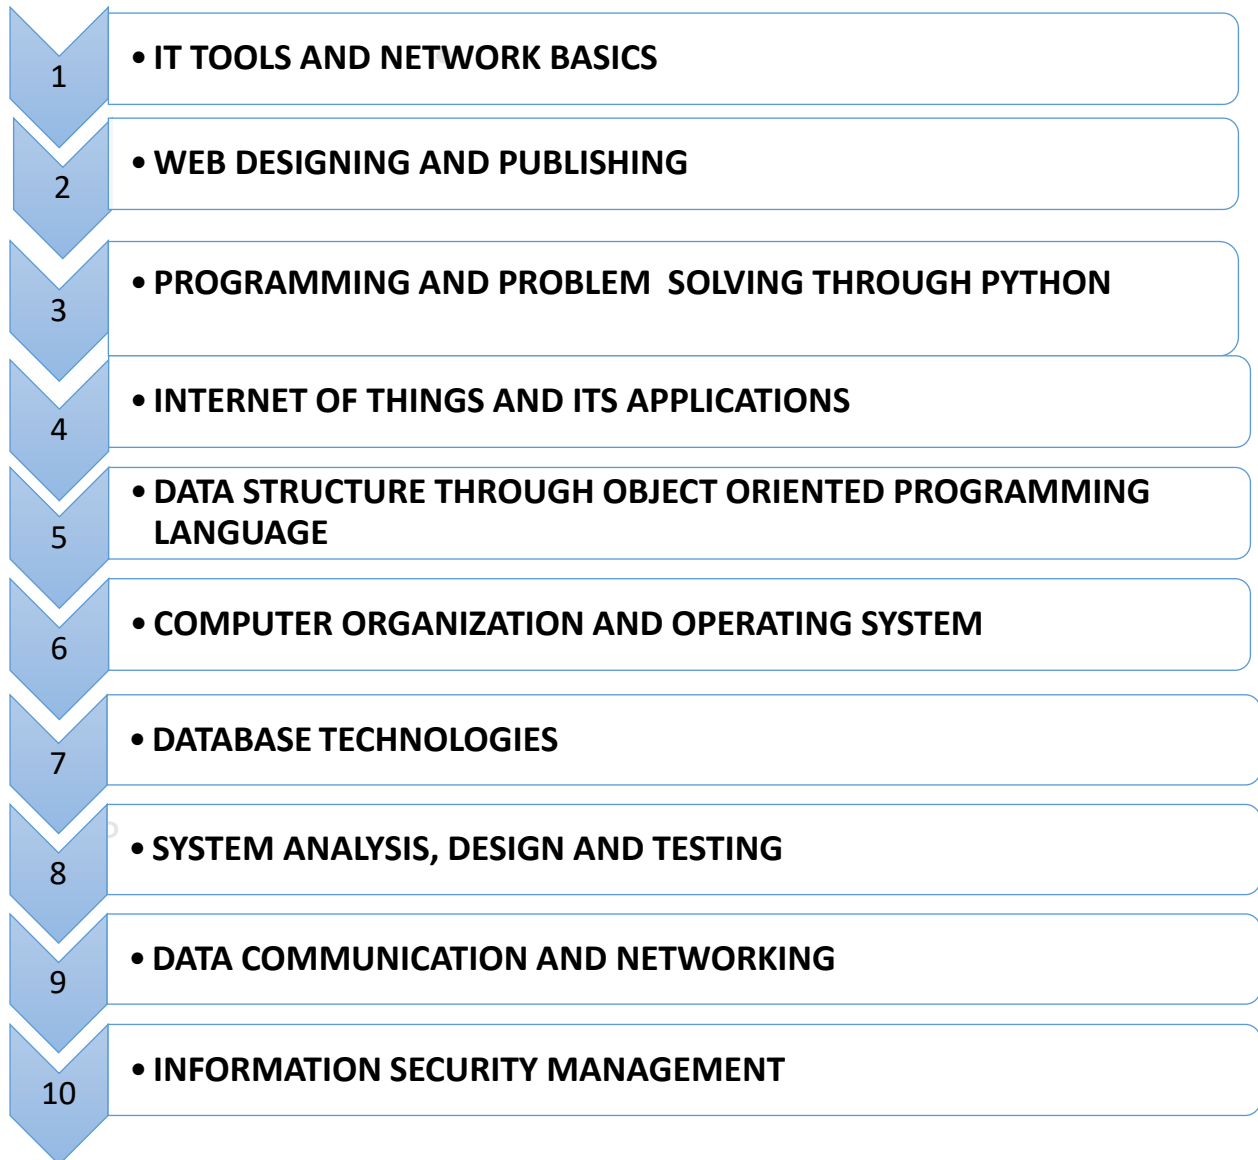 1
• IT TOOLS AND NETWORK BASICS
2
• WEB DESIGNING AND PUBLISHING
3
• PROGRAMMING AND PROBLEM  SOLVING THROUGH PYTHON
4
• INTERNET OF THINGS AND ITS APPLICATIONS
5
• DATA STRUCTURE THROUGH OBJECT ORIENTED PROGRAMMING
LANGUAGE
6
• COMPUTER ORGANIZATION AND OPERATING SYSTEM
7
• DATABASE TECHNOLOGIES
8
• SYSTEM ANALYSIS, DESIGN AND TESTING
9
• DATA COMMUNICATION AND NETWORKING
10
• INFORMATION SECURITY MANAGEMENT